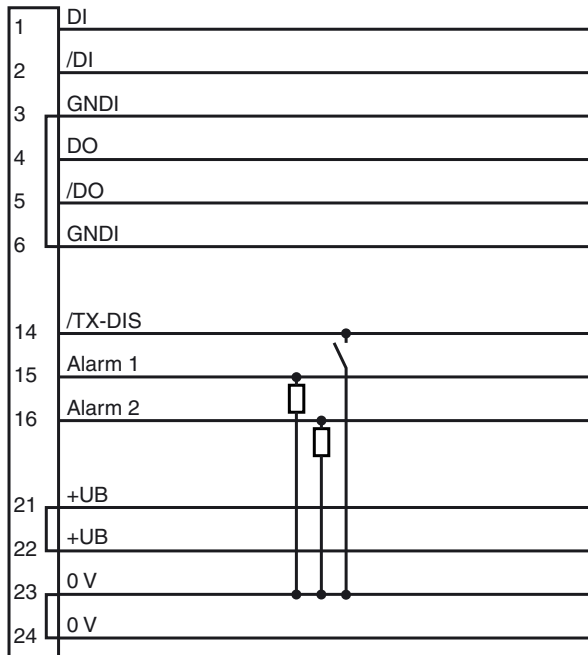 1 DI
2 /DI
3 GNDI
4 DO
5 /DO
6 GNDI
14 /TX-DIS
15 Alarm 1
16 Alarm 2
21 +UB
22 +UB
23 0 V
24 0 V